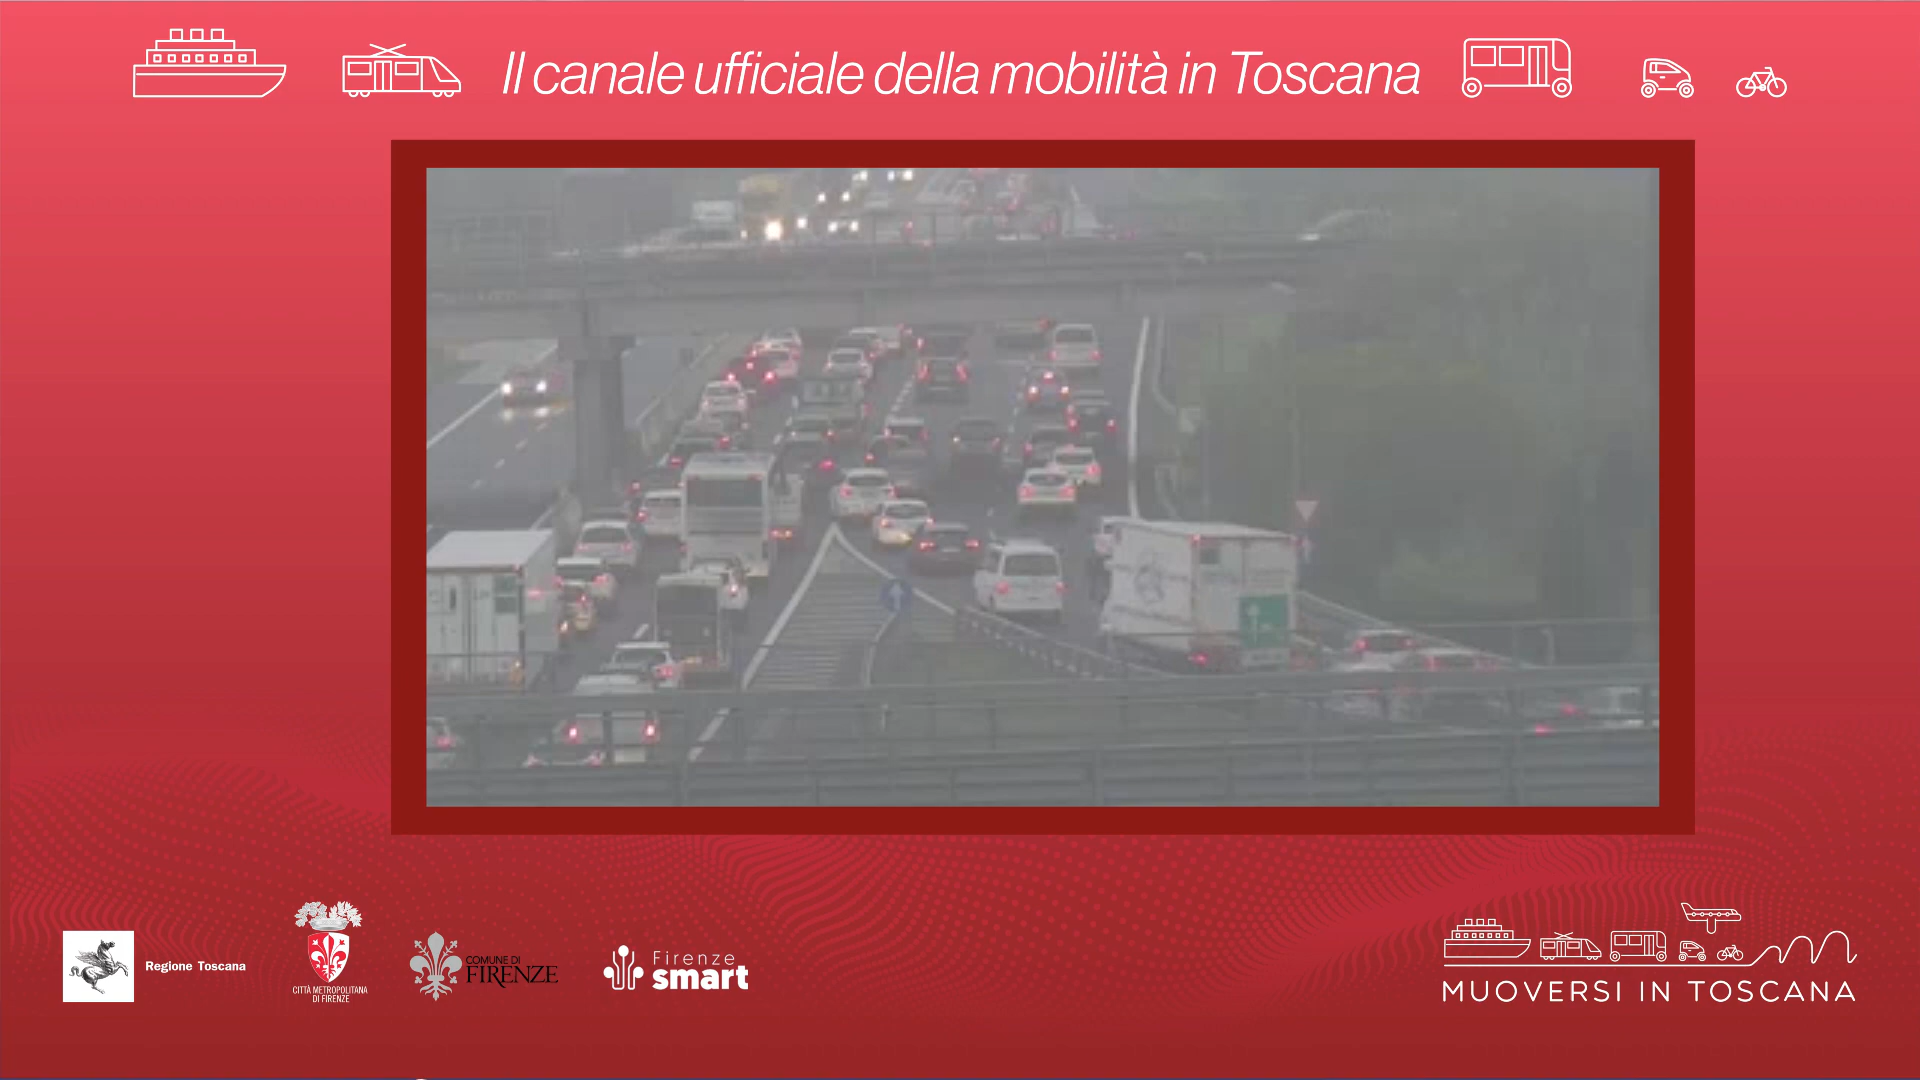 Il canale ufficiale della mobilità in Toscana
Regione Toscana
CITTÀ METROPOLITANA
DI FIRENZE
COMUNE DI
FIRENZE
Firenze
smart
MUOVERSI IN TOSCANA